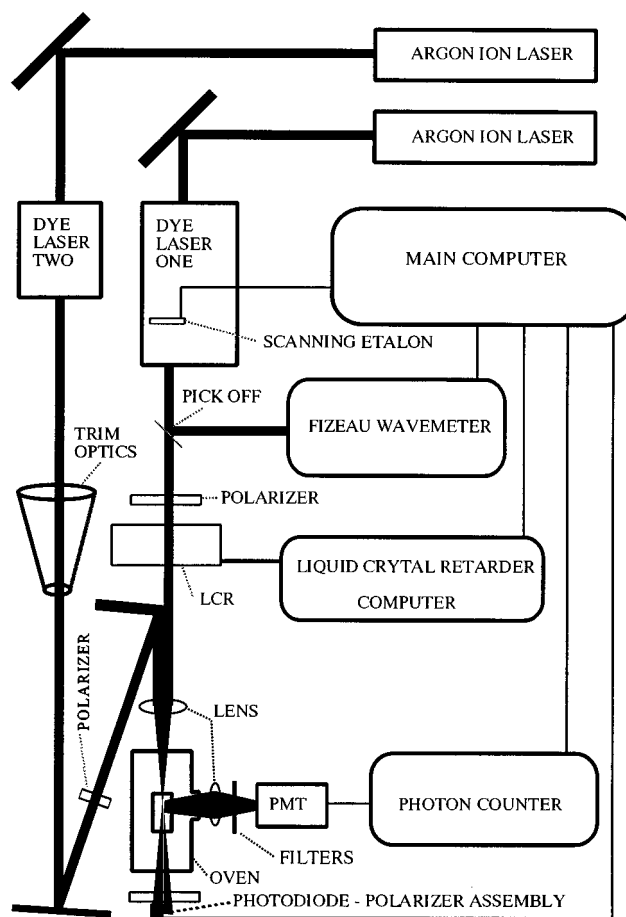 ARGON ION LASER
ARGON ION LASER
DYE
LASER
TWO
DYE
LASER
ONE
MAIN COMPUTER
SCANNING ETALON
PICK OFF
FIZEAU WAVEMETER
TRIM
OPTICS
POLARIZER
LIQUID CRYTAL RETARDER
COMPUTER
LCR
POLARIZER
LENS
PMT
PHOTON COUNTER
FILTERS
OVEN
PHOTODIODE - POLARIZER ASSEMBLY